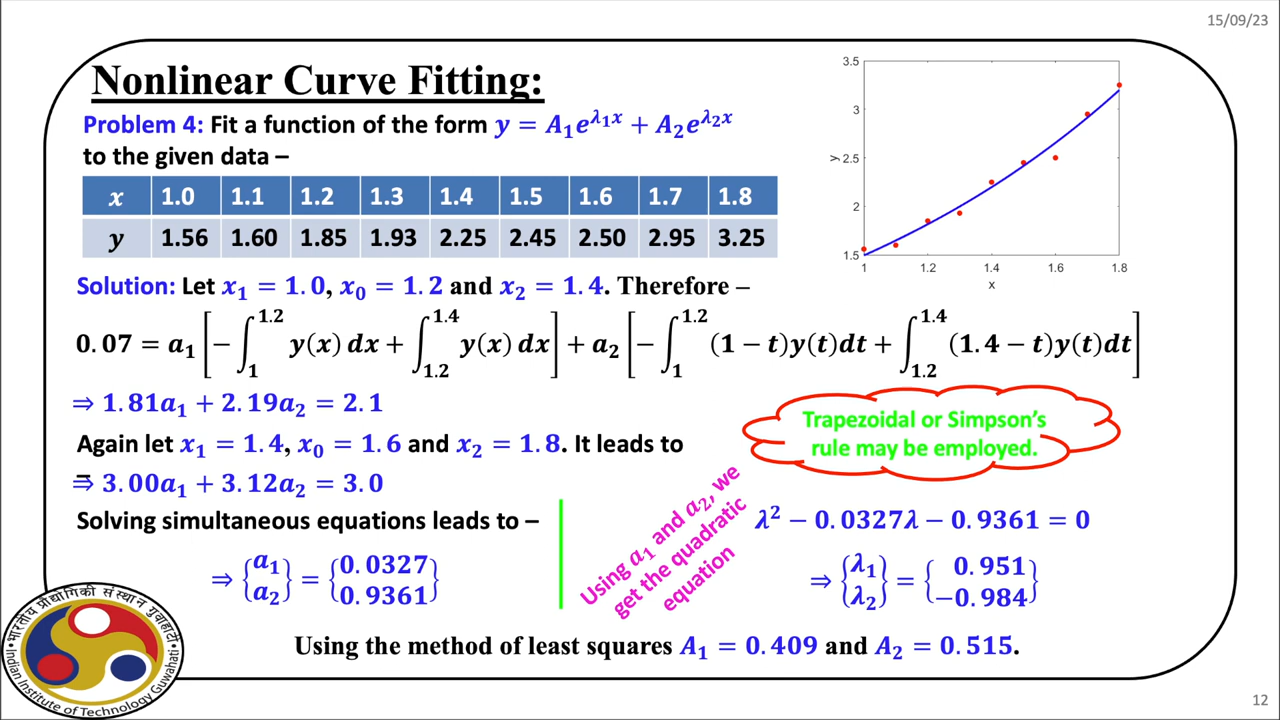 15/09/23
Nonlinear Curve Fitting:
Problem 4: Fit a function of the form y = A₁e^{λ₁x} + A₂e^{λ₂x}
to the given data –
x 1.0 1.1 1.2 1.3 1.4 1.5 1.6 1.7 1.8
y 1.56 1.60 1.85 1.93 2.25 2.45 2.50 2.95 3.25
3.5
3
2.5
2
1.5
y
1 1.2 1.4 1.6 1.8
x
Solution: Let x₁ = 1.0, x₀ = 1.2 and x₂ = 1.4. Therefore –
0.07 = a₁ [−∫₁^{1.2} y(x) dx + ∫_{1.2}^{1.4} y(x) dx] + a₂ [−∫₁^{1.2} (1 − t)y(t)dt + ∫_{1.2}^{1.4} (1.4 − t)y(t)dt]
⇒ 1.81a₁ + 2.19a₂ = 2.1
Trapezoidal or Simpson's
rule may be employed.
Again let x₁ = 1.4, x₀ = 1.6 and x₂ = 1.8. It leads to
⇒ 3.00a₁ + 3.12a₂ = 3.0
Solving simultaneous equations leads to –
⇒ {a₁ a₂} = {0.0327 0.9361}
Using a₁ and a₂, we
get the quadratic
equation
λ² − 0.0327λ − 0.9361 = 0
⇒ {λ₁ λ₂} = {0.951 −0.984}
Using the method of least squares A₁ = 0.409 and A₂ = 0.515.
भारतीय प्रौद्योगिकी संस्थान गुवाहाटी
Indian Institute of Technology Guwahati
12